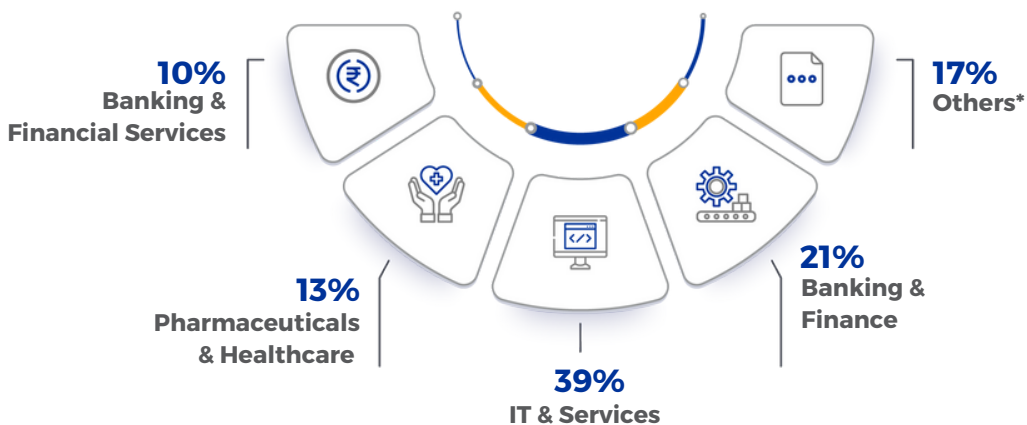 10%
Banking &
Financial Services
13%
Pharmaceuticals
& Healthcare
39%
IT & Services
21%
Banking &
Finance
17%
Others*